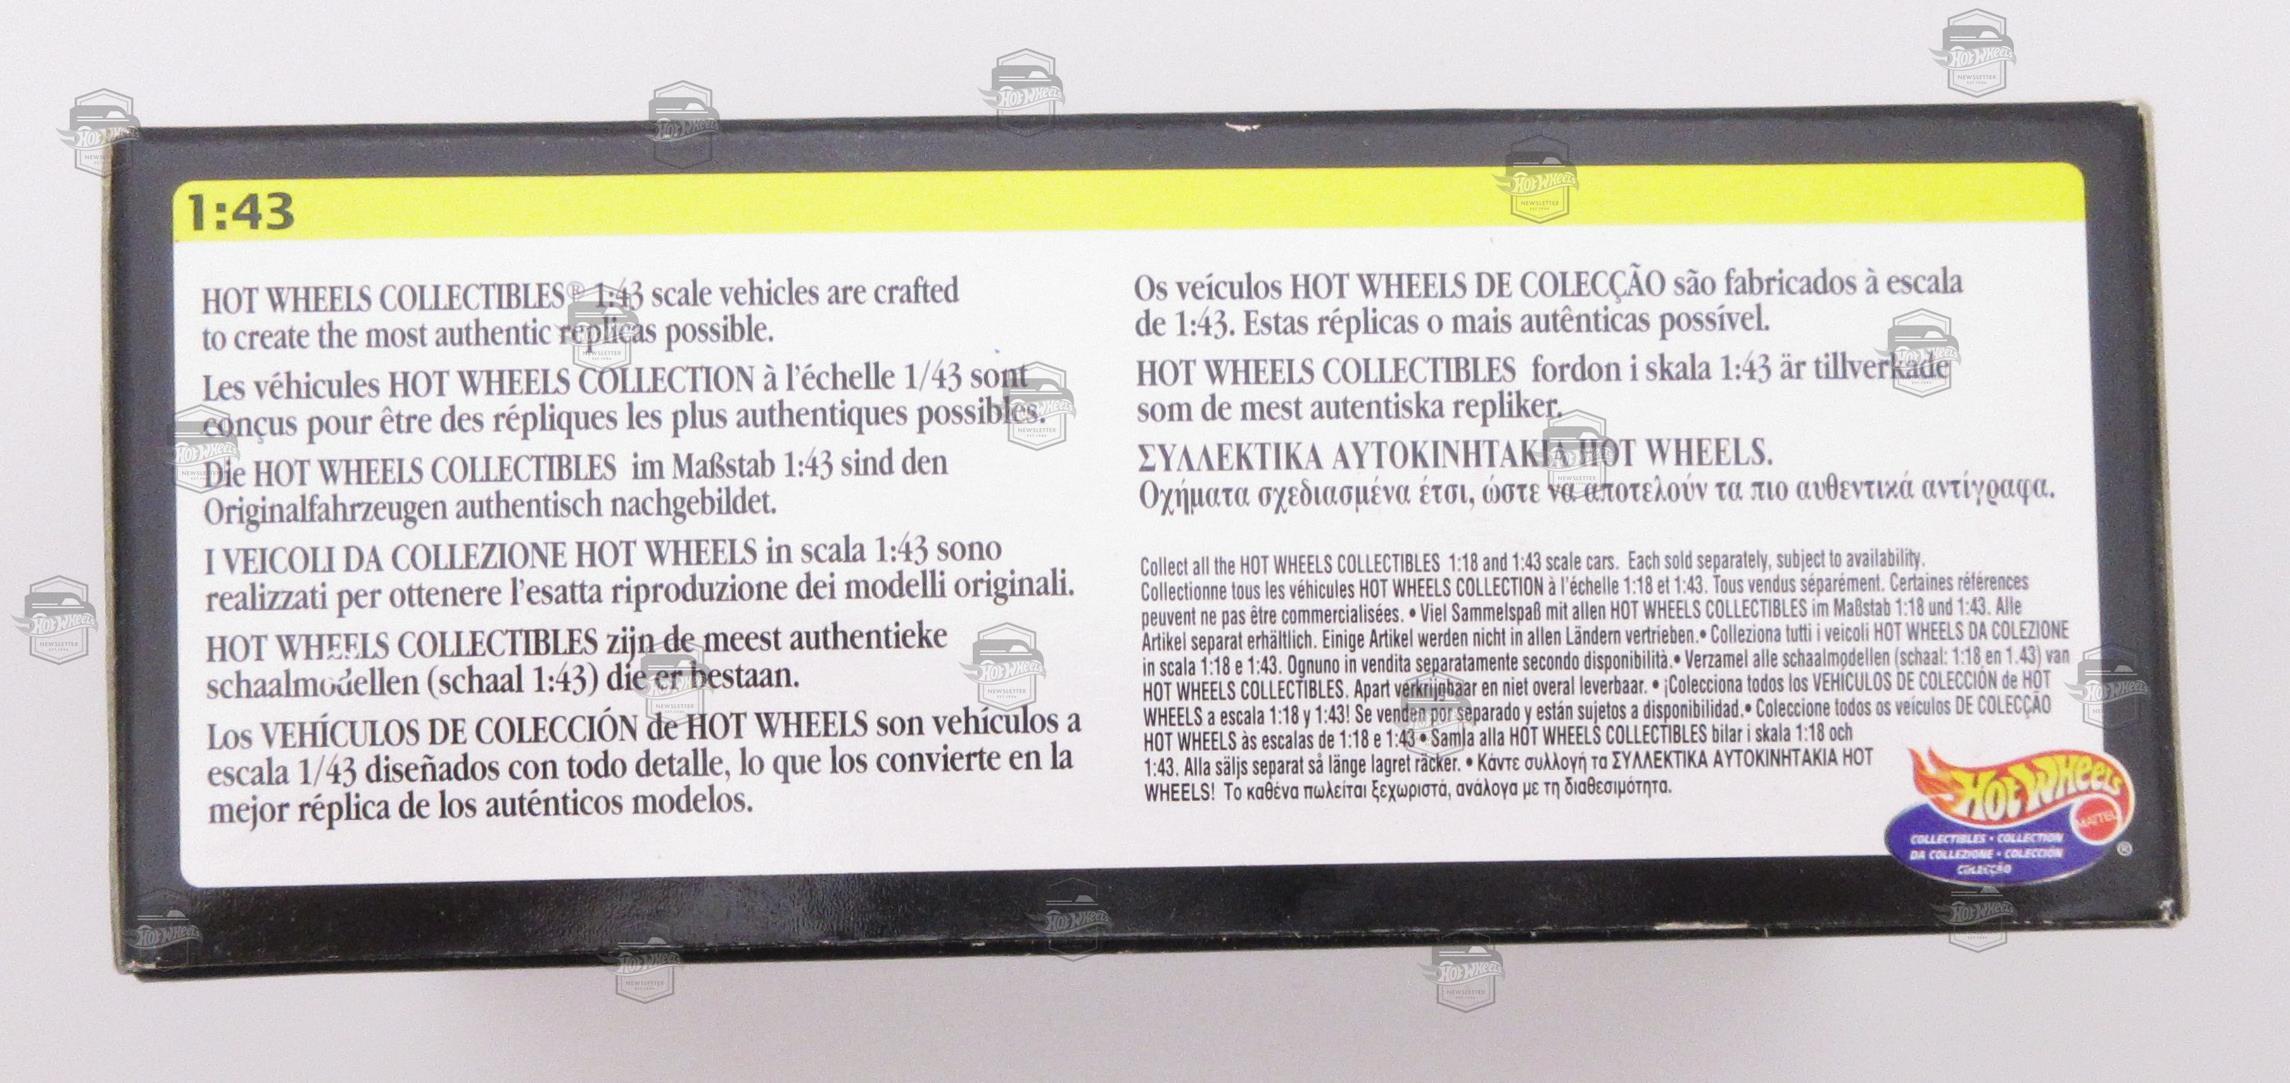 1:43
HOT WHEELS COLLECTIBLES® 1:43 scale vehicles are crafted
to create the most authentic replicas possible.
Les véhicules HOT WHEELS COLLECTION à l'échelle 1/43 sont
conçus pour être des répliques les plus authentiques possibles.
Die HOT WHEELS COLLECTIBLES im Maßstab 1:43 sind den
Originalfahrzeugen authentisch nachgebildet.
I VEICOLI DA COLLEZIONE HOT WHEELS in scala 1:43 sono
realizzati per ottenere l'esatta riproduzione dei modelli originali.
HOT WHEELS COLLECTIBLES zijn de meest authentieke
schaalmodellen (schaal 1:43) die er bestaan.
Los VEHÍCULOS DE COLECCIÓN de HOT WHEELS son vehículos a
escala 1/43 diseñados con todo detalle, lo que los convierte en la
mejor réplica de los auténticos modelos.
Os veículos HOT WHEELS DE COLECÇÃO são fabricados à escala
de 1:43. Estas réplicas o mais autênticas possível.
HOT WHEELS COLLECTIBLES fordon i skala 1:43 är tillverkade
som de mest autentiska repliker.
ΣΥΛΛΕΚΤΙΚΑ ΑΥΤΟΚΙΝΗΤΑΚΙΑ HOT WHEELS.
Οχήματα σχεδιασμένα έτσι, ώστε να αποτελούν τα πιο αυθεντικά αντίγραφα.
Collect all the HOT WHEELS COLLECTIBLES 1:18 and 1:43 scale cars. Each sold separately, subject to availability.
Collectionne tous les véhicules HOT WHEELS COLLECTION à l'échelle 1:18 et 1:43. Tous vendus séparément. Certaines références
peuvent ne pas être commercialisées. • Viel Sammelspaß mit allen HOT WHEELS COLLECTIBLES im Maßstab 1:18 und 1:43. Alle
Artikel separat erhältlich. Einige Artikel werden nicht in allen Ländern vertrieben.• Colleziona tutti i veicoli HOT WHEELS DA COLEZIONE
in scala 1:18 e 1:43. Ognuno in vendita separatamente secondo disponibilità.• Verzamel alle schaalmodellen (schaal: 1:18 en 1.43) van
HOT WHEELS COLLECTIBLES. Apart verkrijgbaar en niet overal leverbaar. • ¡Colecciona todos los VEHICULOS DE COLECCIÓN de HOT
WHEELS a escala 1:18 y 1:43! Se venden por separado y están sujetos a disponibilidad.• Coleccione todos os veículos DE COLECÇÃO
HOT WHEELS às escalas de 1:18 e 1:43 • Samla alla HOT WHEELS COLLECTIBLES bilar i skala 1:18 och
1:43. Alla säljs separat så länge lagret räcker. • Κάντε συλλογή τα ΣΥΛΛΕΚΤΙΚΑ ΑΥΤΟΚΙΝΗΤΑΚΙΑ HOT
WHEELS! Το καθένα πωλείται ξεχωριστά, ανάλογα με τη διαθεσιμότητα.
Hot Wheels
MATTEL
COLLECTIBLES • COLLECTION
DA COLLEZIONE • COLECCIÓN
COLECÇÃO
®